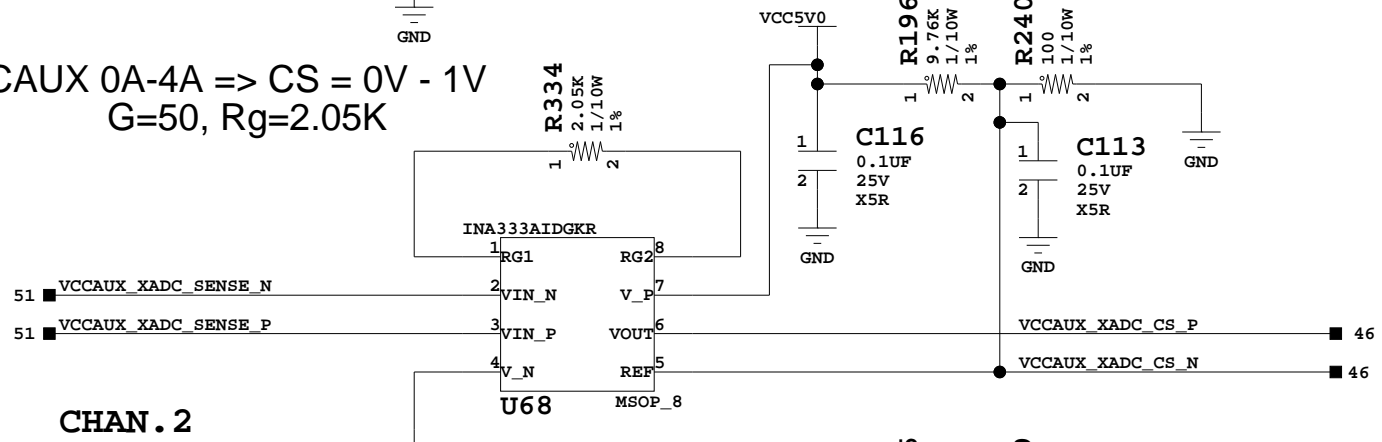 GND
CAUX 0A-4A => CS = 0V - 1V
G=50, Rg=2.05K
R334
2.05K
1/10W
1%
1
2
VCC5V0
R196
9.76K
1/10W
1%
1
2
R240
100
1/10W
1%
1
2
GND
1
2
C116
0.1UF
25V
X5R
GND
1
2
C113
0.1UF
25V
X5R
GND
INA333AIDGKR
1 RG1
RG2 8
51 VCCAUX_XADC_SENSE_N
2 VIN_N
V_P 7
51 VCCAUX_XADC_SENSE_P
3 VIN_P
VOUT 6
VCCAUX_XADC_CS_P
46
4 V_N
REF 5
VCCAUX_XADC_CS_N
46
U68
MSOP_8
CHAN.2